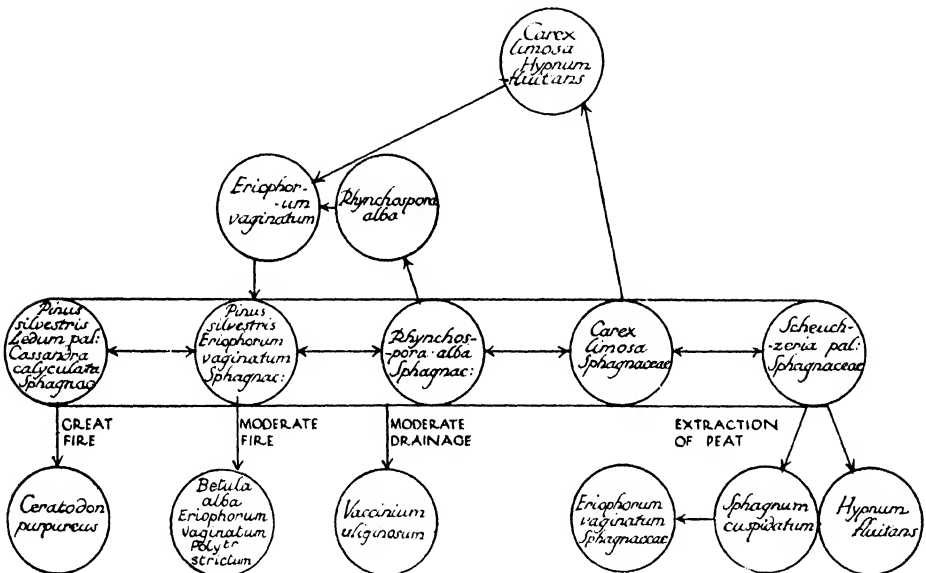 Carex
limosa
Hypnum
fluitans
Eriophor-
-um
vaginatum
Rhynchospora
alba
Pinus
silvestris
Ledum pal:
Cassandra
calyculata
Sphagnac
Pinus
silvestris
Eriophorum
vaginatum
Sphagnac:
Rhynchos-
-pora·alba
Sphagnac:
Carex
limosa
Sphagnaceae
Scheuch-
-zeria pal:
Sphagnaceae
GREAT
FIRE
MODERATE
FIRE
MODERATE
DRAINAGE
EXTRACTION
OF PEAT
Ceratodon
purpureus
Betula
alba
Eriophorum
vaginatum
Polytr
strictum
Vaccinium
uliginosum
Eriophorum
vaginatum
Sphagnaceae
Sphagnum
cuspidatum
Hypnum
fluitans